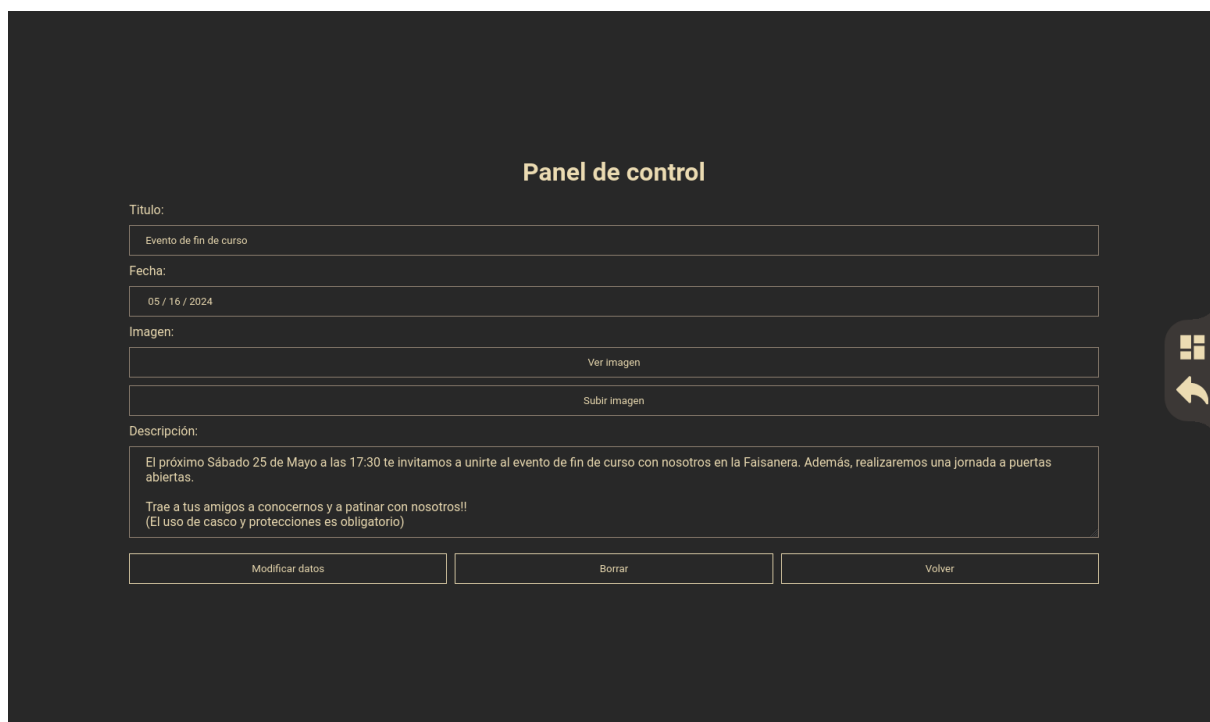 Panel de control
Titulo:
Evento de fin de curso
Fecha:
05 / 16 / 2024
Imagen:
Ver imagen
Subir imagen
Descripción:
El próximo Sábado 25 de Mayo a las 17:30 te invitamos a unirte al evento de fin de curso con nosotros en la Faisanera. Además, realizaremos una jornada a puertas
abiertas.
Trae a tus amigos a conocernos y a patinar con nosotros!!
(El uso de casco y protecciones es obligatorio)
Modificar datos
Borrar
Volver